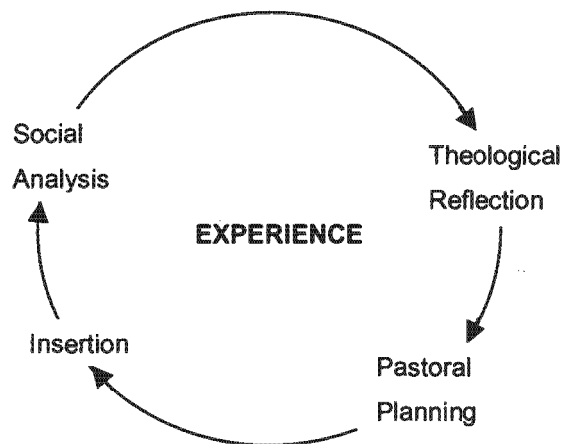 Social
Analysis
Theological
Reflection
EXPERIENCE
Insertion
Pastoral
Planning